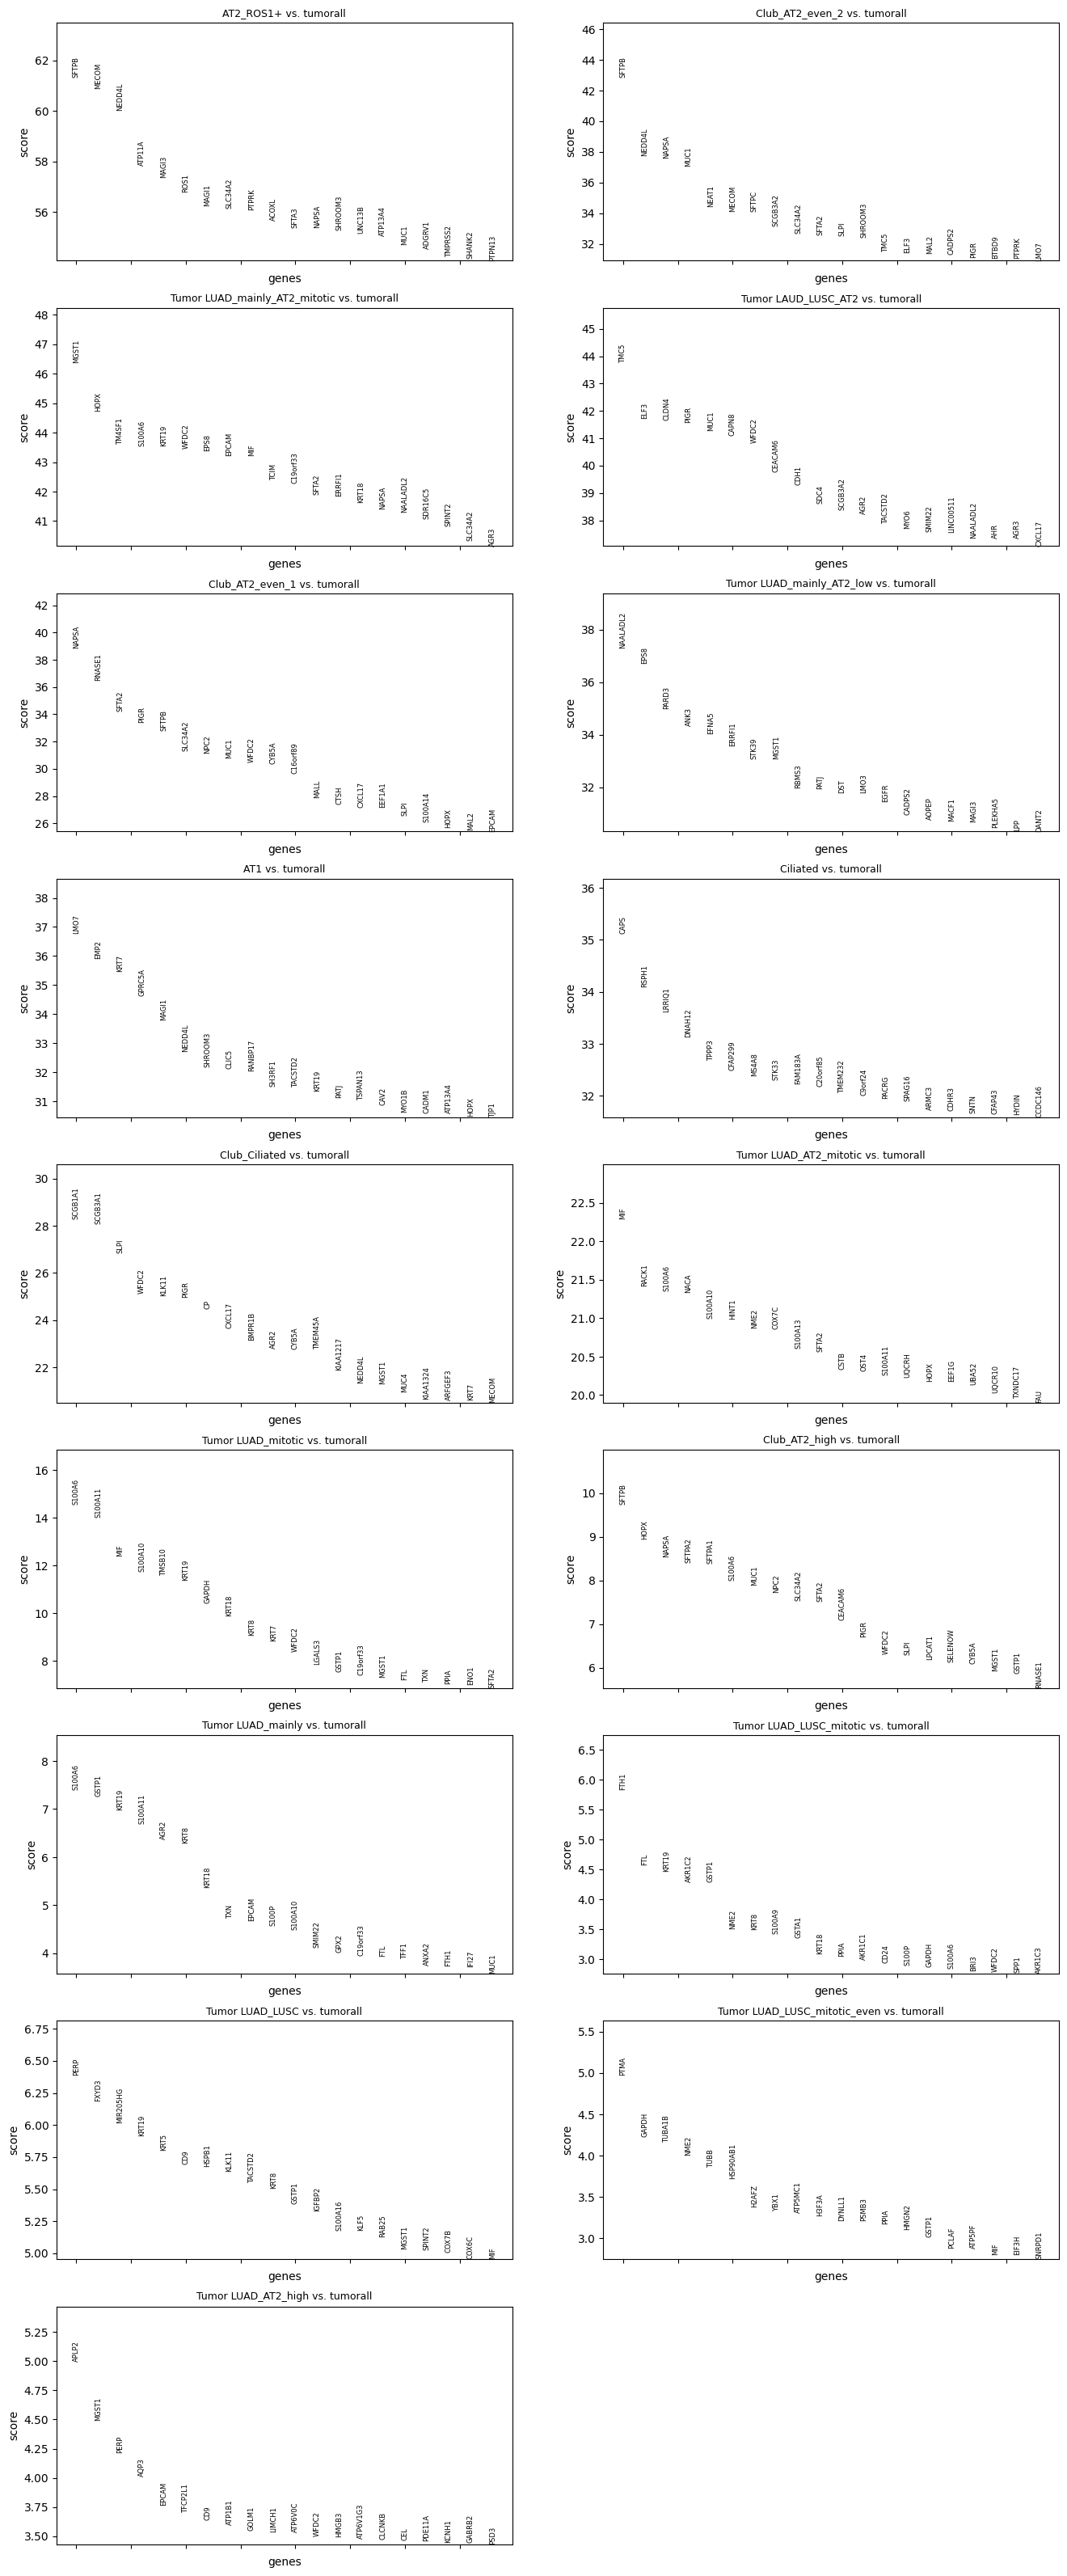 AT2_ROS1+ vs. tumorall
score
62
60
58
56
SFTPB
MECOM
NEDD4L
ATP11A
MAGI3
ROS1
MAGI1
SLC34A2
PTPRK
ACOXL
SFTA3
NAPSA
SHROOM3
UNC13B
ATP13A4
MUC1
ADGRV1
TMPRSS2
SHANK2
PTPN13
genes
Club_AT2_even_2 vs. tumorall
score
46
44
42
40
38
36
34
32
SFTPB
NEDD4L
NAPSA
MUC1
NEAT1
MECOM
SFTPC
SCGB3A2
SLC34A2
SFTA2
SLPI
SHROOM3
TMC5
ELF3
MAL2
CADPS2
PIGR
BTBD9
PTPRK
LMO7
genes
Tumor LUAD_mainly_AT2_mitotic vs. tumorall
score
48
47
46
45
44
43
42
41
MGST1
HOPX
TM4SF1
S100A6
KRT19
WFDC2
EPS8
EPCAM
MIF
TCIM
C19orf33
SFTA2
ERRFI1
KRT18
NAPSA
NAALADL2
SDR16C5
SPINT2
SLC34A2
AGR3
genes
Tumor LAUD_LUSC_AT2 vs. tumorall
score
45
44
43
42
41
40
39
38
TMC5
ELF3
CLDN4
PIGR
MUC1
CAPN8
WFDC2
CEACAM6
CDH1
SDC4
SCGB3A2
AGR2
TACSTD2
MYO6
SMIM22
LINC00511
NAALADL2
AHR
AGR3
CXCL17
genes
Club_AT2_even_1 vs. tumorall
score
42
40
38
36
34
32
30
28
26
NAPSA
RNASE1
SFTA2
PIGR
SFTPB
SLC34A2
NPC2
MUC1
WFDC2
CYB5A
C16orf89
MALL
CTSH
CXCL17
EEF1A1
SLPI
S100A14
HOPX
MAL2
EPCAM
genes
Tumor LUAD_mainly_AT2_low vs. tumorall
score
38
36
34
32
NAALADL2
EPS8
PARD3
ANK3
EFNA5
ERRFI1
STK39
MGST1
RBMS3
PATJ
DST
LMO3
EGFR
CADPS2
AOPEP
MACF1
MAGI3
PLEKHA5
LPP
DANT2
genes
AT1 vs. tumorall
score
38
37
36
35
34
33
32
31
LMO7
EMP2
KRT7
GPRC5A
MAGI1
NEDD4L
SHROOM3
CLIC5
RANBP17
SH3RF1
TACSTD2
KRT19
PATJ
TSPAN13
CAV2
MYO1B
CADM1
ATP13A4
HOPX
TJP1
genes
Ciliated vs. tumorall
score
36
35
34
33
32
CAPS
RSPH1
LRRIQ1
DNAH12
TPPP3
CFAP299
MS4A8
STK33
FAM183A
C20orf85
TMEM232
C9orf24
PACRG
SPAG16
ARMC3
CDHR3
SNTN
CFAP43
HYDIN
CCDC146
genes
Club_Ciliated vs. tumorall
score
30
28
26
24
22
SCGB1A1
SCGB3A1
SLPI
WFDC2
KLK11
PIGR
CP
CXCL17
BMPR1B
AGR2
CYB5A
TMEM45A
KIAA1217
NEDD4L
MGST1
MUC4
KIAA1324
ARFGEF3
KRT7
MECOM
genes
Tumor LUAD_AT2_mitotic vs. tumorall
score
22.5
22.0
21.5
21.0
20.5
20.0
MIF
RACK1
S100A6
NACA
S100A10
HINT1
NME2
COX7C
S100A13
SFTA2
CSTB
OST4
S100A11
UQCRH
HOPX
EEF1G
UBA52
UQCR10
TXNDC17
FAU
genes
Tumor LUAD_mitotic vs. tumorall
score
16
14
12
10
8
S100A6
S100A11
MIF
S100A10
TMSB10
KRT19
GAPDH
KRT18
KRT8
KRT7
WFDC2
LGALS3
GSTP1
C19orf33
MGST1
FTL
TXN
PPIA
ENO1
SFTA2
genes
Club_AT2_high vs. tumorall
score
10
9
8
7
6
SFTPB
HOPX
NAPSA
SFTPA2
SFTPA1
S100A6
MUC1
NPC2
SLC34A2
SFTA2
CEACAM6
PIGR
WFDC2
SLPI
LPCAT1
SELENOW
CYB5A
MGST1
GSTP1
RNASE1
genes
Tumor LUAD_mainly vs. tumorall
score
8
7
6
5
4
S100A6
GSTP1
KRT19
S100A11
AGR2
KRT8
KRT18
TXN
EPCAM
S100P
S100A10
SMIM22
GPX2
C19orf33
FTL
TFF1
ANXA2
FTH1
IFI27
MUC1
genes
Tumor LUAD_LUSC_mitotic vs. tumorall
score
6.5
6.0
5.5
5.0
4.5
4.0
3.5
3.0
FTH1
FTL
KRT19
AKR1C2
GSTP1
NME2
KRT8
S100A9
GSTA1
KRT18
PPIA
AKR1C1
CD24
S100P
GAPDH
S100A6
BRI3
WFDC2
SPP1
AKR1C3
genes
Tumor LUAD_LUSC vs. tumorall
score
6.75
6.50
6.25
6.00
5.75
5.50
5.25
5.00
PERP
FXYD3
MIR205HG
KRT19
KRT5
CD9
HSPB1
KLK11
TACSTD2
KRT8
GSTP1
IGFBP2
S100A16
KLF5
RAB25
MGST1
SPINT2
COX7B
COX6C
MIF
genes
Tumor LUAD_LUSC_mitotic_even vs. tumorall
score
5.5
5.0
4.5
4.0
3.5
3.0
PTMA
GAPDH
TUBA1B
NME2
TUBB
HSP90AB1
H2AFZ
YBX1
ATP5MC1
H3F3A
DYNLL1
PSMB3
PPIA
HMGN2
GSTP1
PCLAF
ATP5PF
MIF
EIF3H
SNRPD1
genes
Tumor LUAD_AT2_high vs. tumorall
score
5.25
5.00
4.75
4.50
4.25
4.00
3.75
3.50
APLP2
MGST1
PERP
AQP3
EPCAM
TFCP2L1
CD9
ATP1B1
GOLM1
LIMCH1
ATP6V0C
WFDC2
HMGB3
ATP6V1G3
CLCNKB
CEL
PDE11A
KCNH1
GABRB2
PSD3
genes